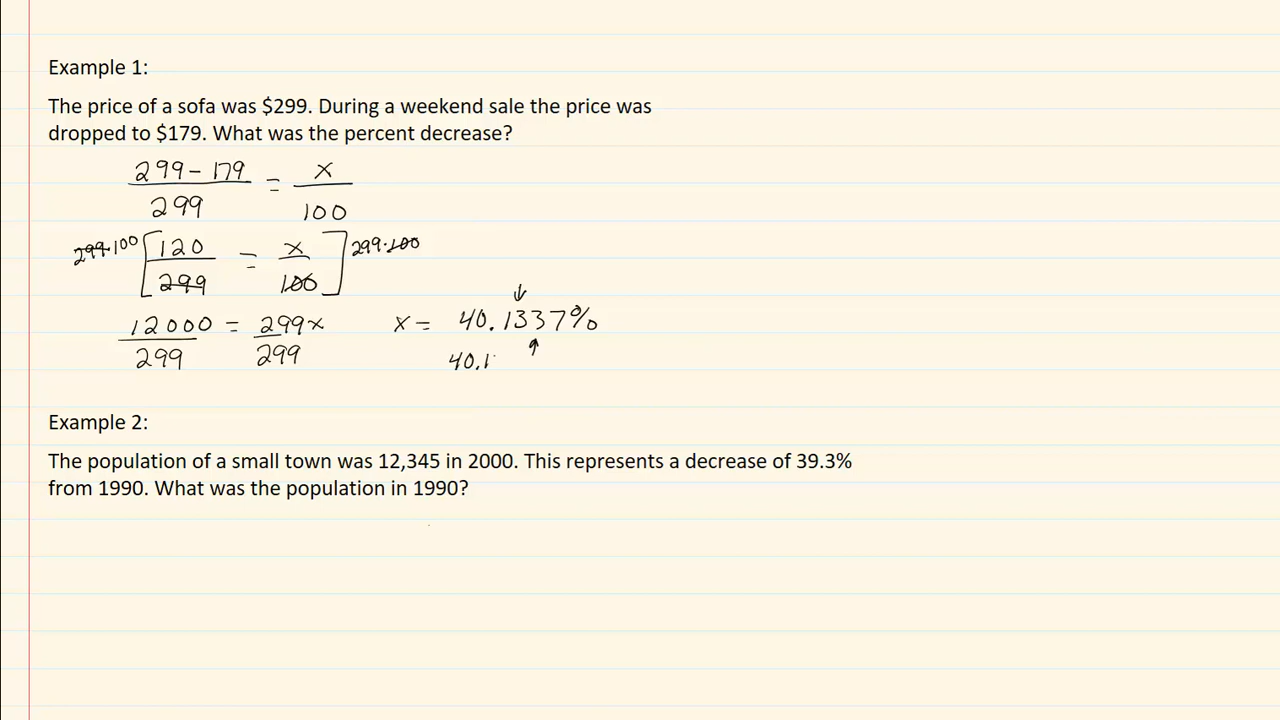 Example 1:
The price of a sofa was $299. During a weekend sale the price was
dropped to $179. What was the percent decrease?
299 - 179 / 299 = x / 100
299·100 [ 120 / 299 = x / 100 ] 299·100
12000 / 299 = 299x / 299
x = 40.1337%
40.1
Example 2:
The population of a small town was 12,345 in 2000. This represents a decrease of 39.3%
from 1990. What was the population in 1990?